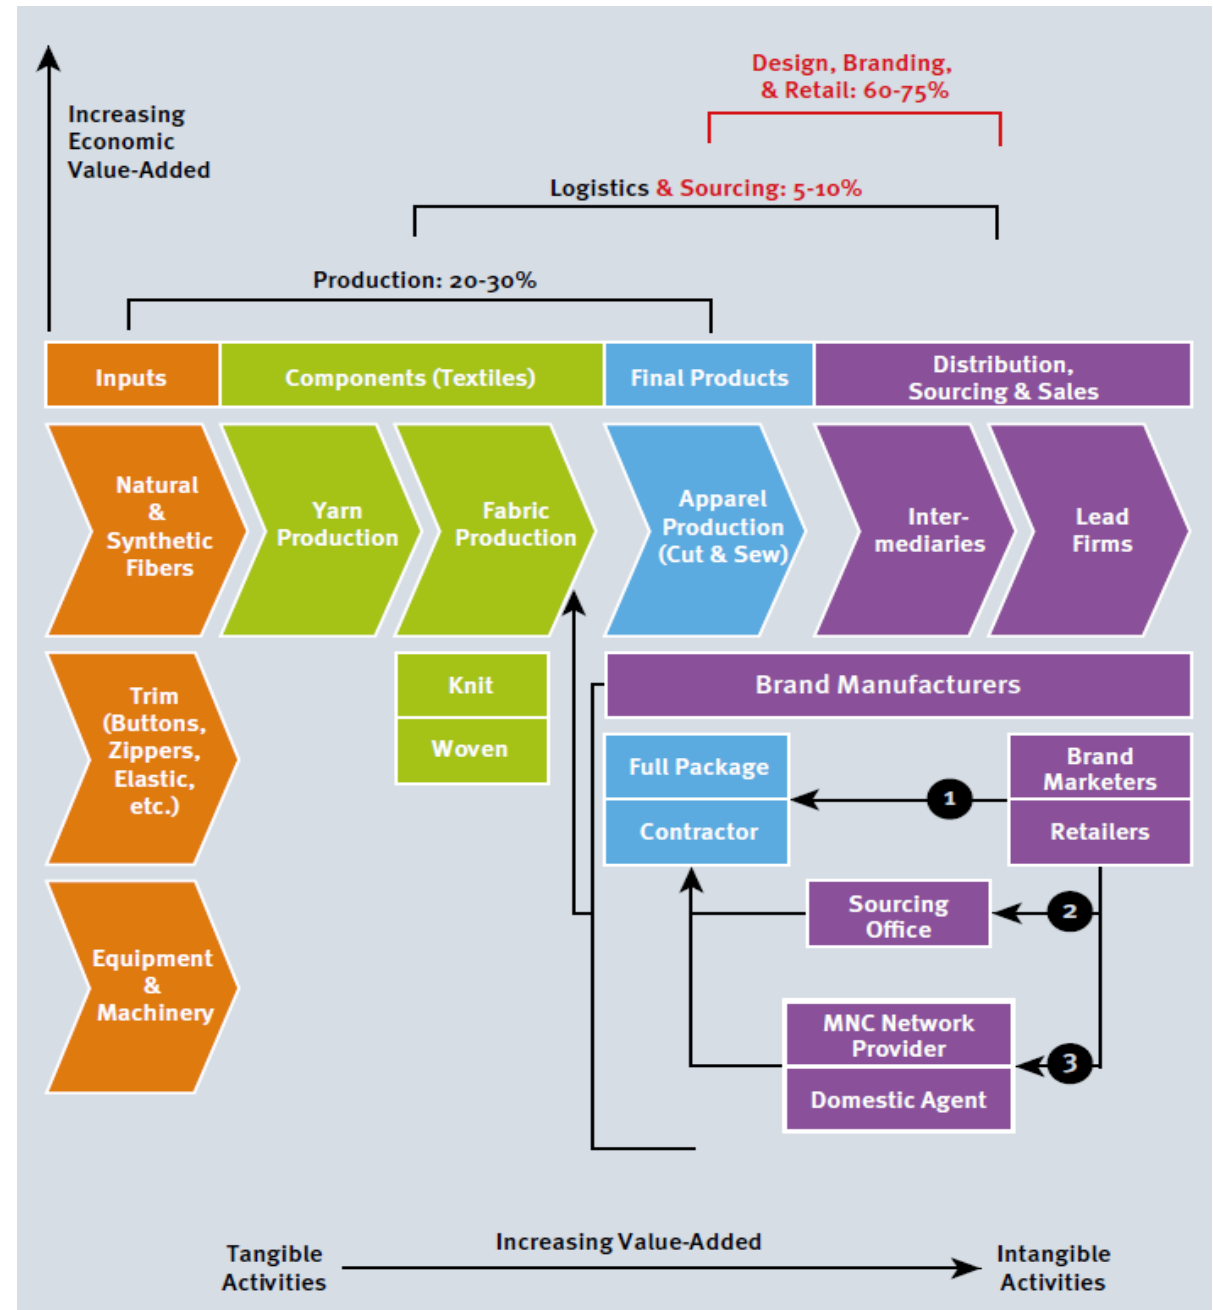 Design, Branding,
& Retail: 60-75%
Increasing
Economic
Value-Added
Logistics & Sourcing: 5-10%
Production: 20-30%
Inputs
Components (Textiles)
Final Products
Distribution,
Sourcing & Sales
Natural
&
Synthetic
Fibers
Yarn
Production
Fabric
Production
Apparel
Production
(Cut & Sew)
Inter-
mediaries
Lead
Firms
Trim
(Buttons,
Zippers,
Elastic,
etc.)
Knit
Woven
Brand Manufacturers
Full Package
Contractor
1
Brand
Marketers
Retailers
Sourcing
Office
2
Equipment
&
Machinery
MNC Network
Provider
Domestic Agent
3
Tangible
Activities
Increasing Value-Added
Intangible
Activities